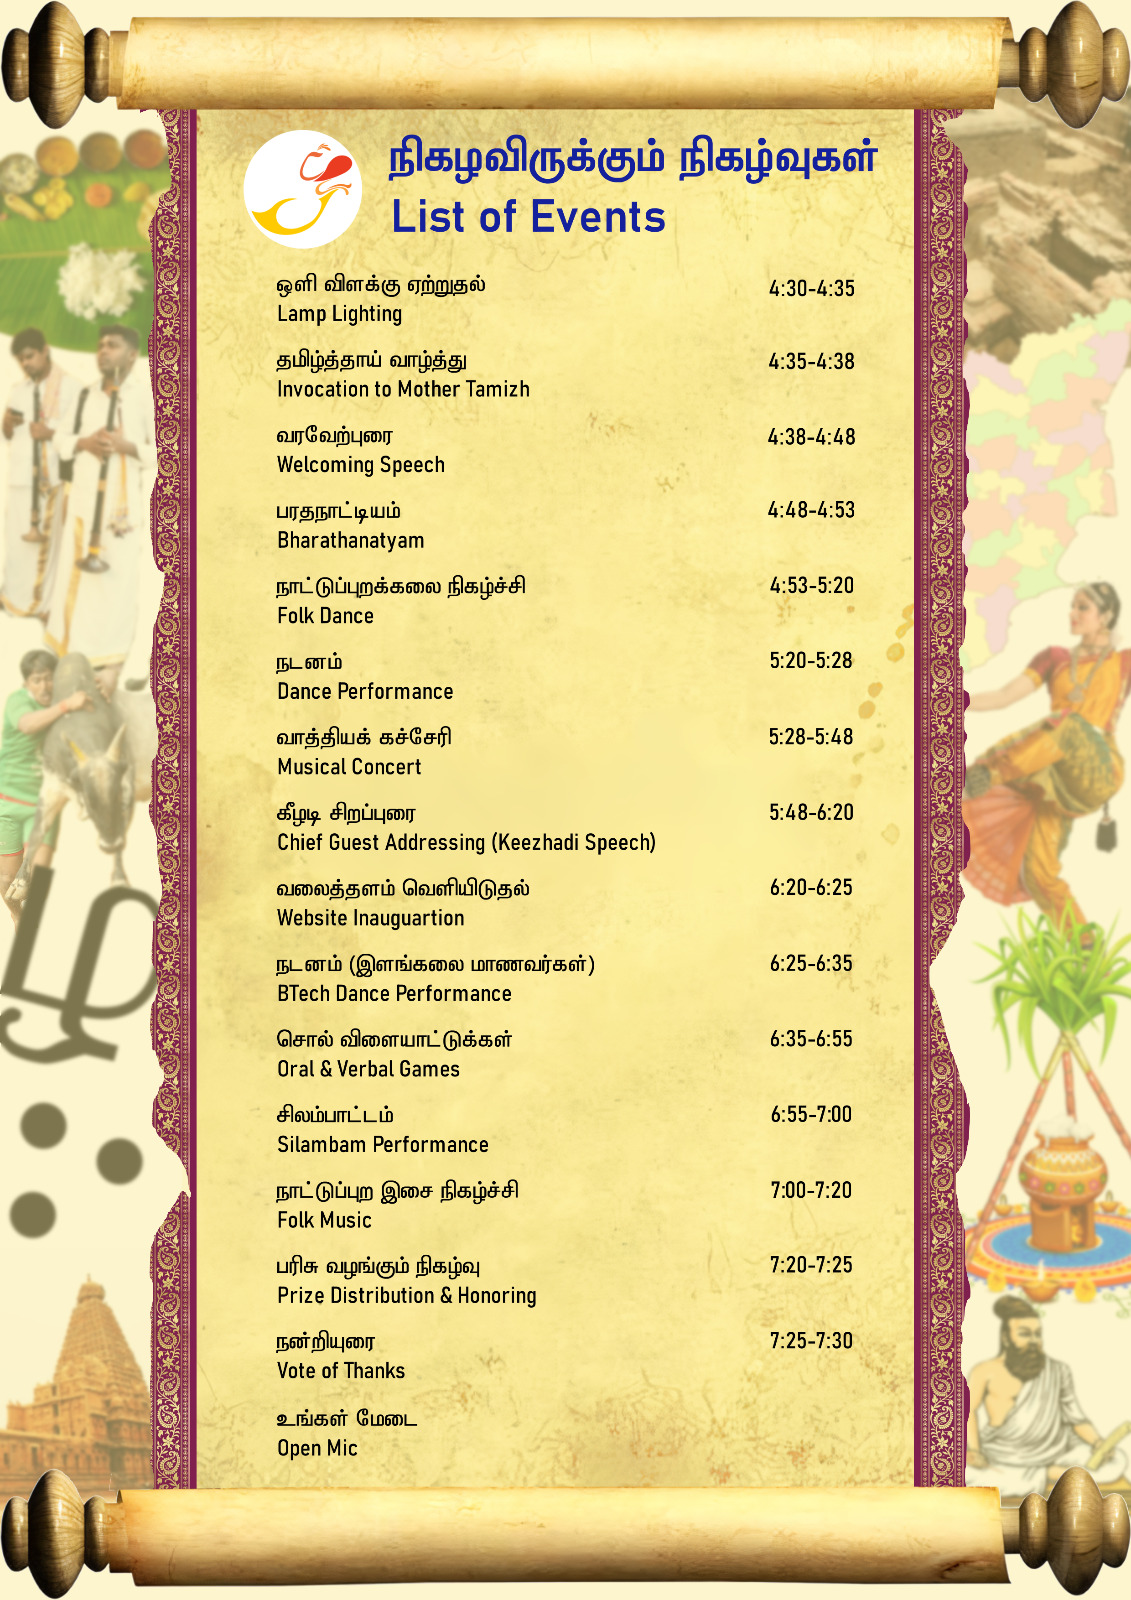 நிகழவிருக்கும் நிகழ்வுகள்
List of Events
ஒளி விளக்கு ஏற்றுதல் 4:30-4:35
Lamp Lighting
தமிழ்த்தாய் வாழ்த்து 4:35-4:38
Invocation to Mother Tamizh
வரவேற்புரை 4:38-4:48
Welcoming Speech
பரதநாட்டியம் 4:48-4:53
Bharathanatyam
நாட்டுப்புறக்கலை நிகழ்ச்சி 4:53-5:20
Folk Dance
நடனம் 5:20-5:28
Dance Performance
வாத்தியக் கச்சேரி 5:28-5:48
Musical Concert
கீழடி சிறப்புரை 5:48-6:20
Chief Guest Addressing (Keezhadi Speech)
வலைத்தளம் வெளியிடுதல் 6:20-6:25
Website Inauguartion
நடனம் (இளங்கலை மாணவர்கள்) 6:25-6:35
BTech Dance Performance
சொல் விளையாட்டுக்கள் 6:35-6:55
Oral & Verbal Games
சிலம்பாட்டம் 6:55-7:00
Silambam Performance
நாட்டுப்புற இசை நிகழ்ச்சி 7:00-7:20
Folk Music
பரிசு வழங்கும் நிகழ்வு 7:20-7:25
Prize Distribution & Honoring
நன்றியுரை 7:25-7:30
Vote of Thanks
உங்கள் மேடை
Open Mic
ழ